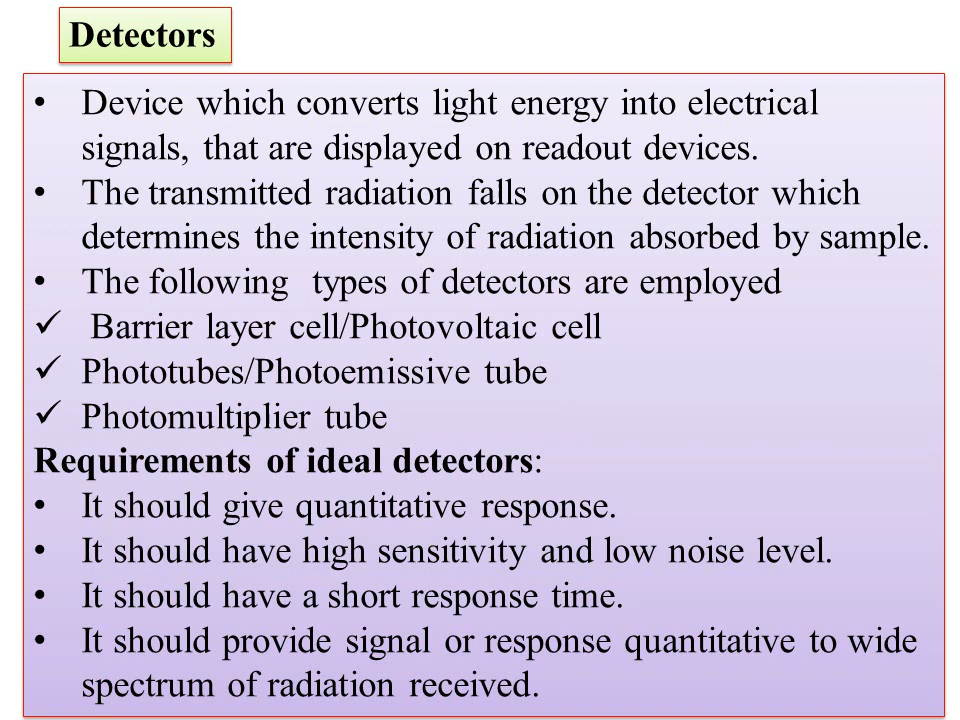 Detectors
• Device which converts light energy into electrical
signals, that are displayed on readout devices.
• The transmitted radiation falls on the detector which
determines the intensity of radiation absorbed by sample.
• The following types of detectors are employed
✓ Barrier layer cell/Photovoltaic cell
✓ Phototubes/Photoemissive tube
✓ Photomultiplier tube
Requirements of ideal detectors:
• It should give quantitative response.
• It should have high sensitivity and low noise level.
• It should have a short response time.
• It should provide signal or response quantitative to wide
spectrum of radiation received.